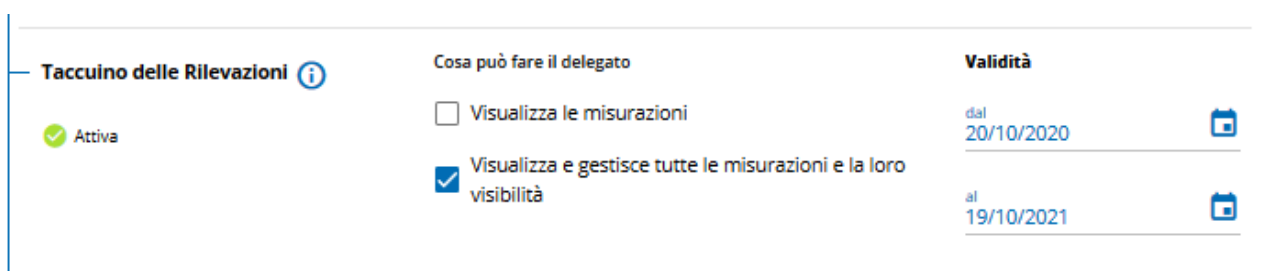 Taccuino delle Rilevazioni
Attiva
Cosa può fare il delegato
Visualizza le misurazioni
Visualizza e gestisce tutte le misurazioni e la loro
visibilità
Validità
dal
20/10/2020
al
19/10/2021